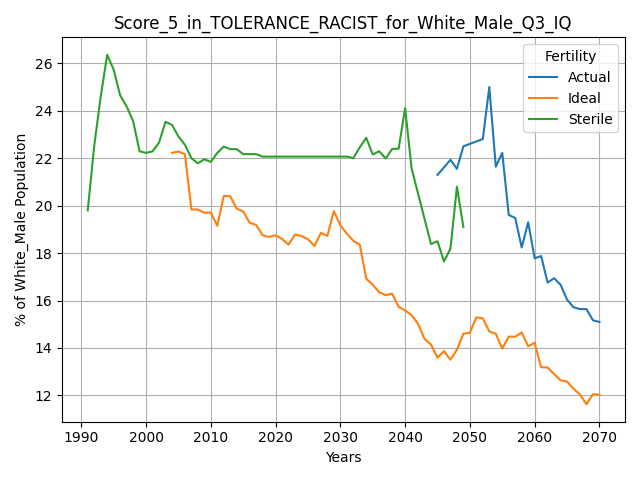 Score_5_in_TOLERANCE_RACIST_for_White_Male_Q3_IQ
% of White_Male Population
26
24
22
20
18
16
14
12
Fertility
Actual
Ideal
Sterile
1990 2000 2010 2020 2030 2040 2050 2060 2070
Years